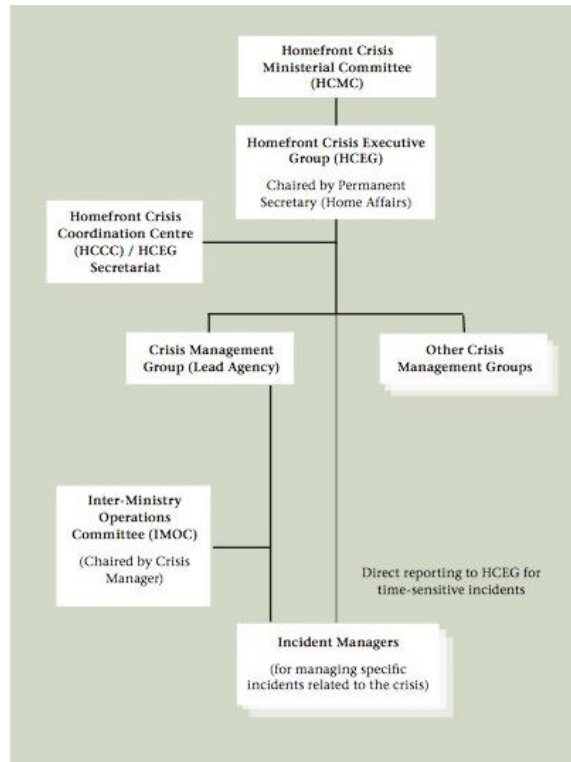 Homefront Crisis
Ministerial Committee
(HCMC)
Homefront Crisis Executive
Group (HCEG)
Chaired by Permanent
Secretary (Home Affairs)
Homefront Crisis
Coordination Centre
(HCCC) / HCEG
Secretariat
Crisis Management
Group (Lead Agency)
Other Crisis
Management Groups
Inter-Ministry
Operations
Committee (IMOC)
(Chaired by Crisis
Manager)
Direct reporting to HCEG for
time-sensitive incidents
Incident Managers
(for managing specific
incidents related to the crisis)